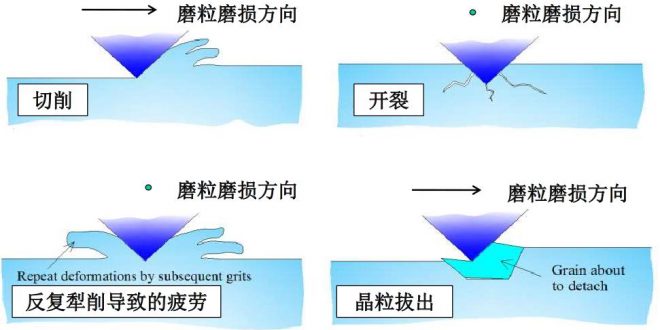 磨粒磨损方向
切削
磨粒磨损方向
开裂
磨粒磨损方向
Repeat deformations by subsequent grits
反复犁削导致的疲劳
磨粒磨损方向
Grain about
to detach
晶粒拔出